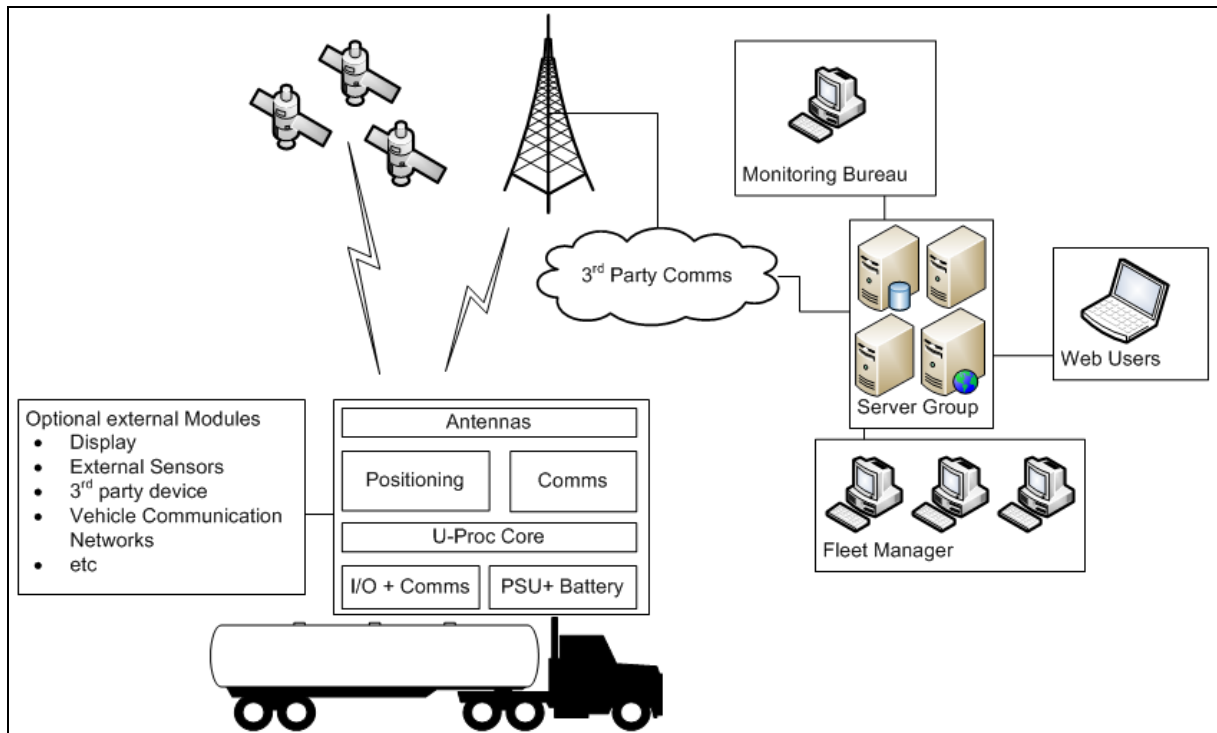 Monitoring Bureau
3rd Party Comms
Web Users
Server Group
Fleet Manager
Optional external Modules
• Display
• External Sensors
• 3rd party device
• Vehicle Communication
Networks
• etc
Antennas
Positioning
Comms
U-Proc Core
I/O + Comms
PSU+ Battery